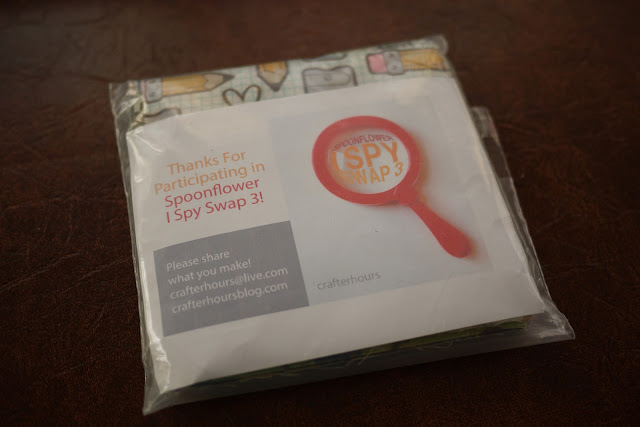 Thanks For
Participating in
Spoonflower
I Spy Swap 3!
Please share
what you make!
crafterhours@live.com
crafterhoursblog.com
SPOONFLOWER
I SPY
SWAP 3
crafterhours